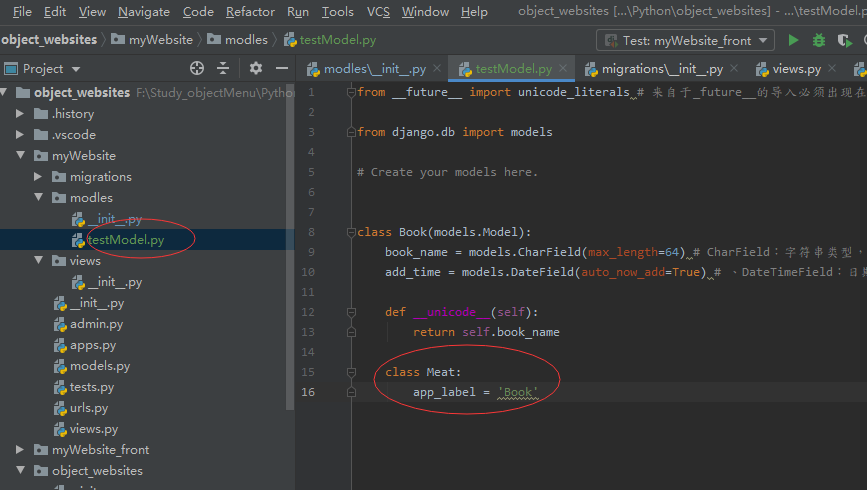 File Edit View Navigate Code Refactor Run Tools VCS Window Help object_websites [...\Python\object_websites] - ...\testModel.py
object_websites myWebsite modles testModel.py Test: myWebsite_front
Project modles\__init__.py testModel.py migrations\__init__.py views.py
object_websites F:\Study_objectMenu\Python
.history
.vscode
myWebsite
migrations
modles
__init__.py
testModel.py
views
__init__.py
__init__.py
admin.py
apps.py
models.py
tests.py
urls.py
views.py
myWebsite_front
object_websites
1 from __future__ import unicode_literals # 来自于_future__的导入必须出现在
2
3 from django.db import models
4
5 # Create your models here.
6
7
8 class Book(models.Model):
9 book_name = models.CharField(max_length=64) # CharField：字符串类型，
10 add_time = models.DateField(auto_now_add=True) # 、DateTimeField：日期
11
12 def __unicode__(self):
13 return self.book_name
14
15 class Meat:
16 app_label = 'Book'